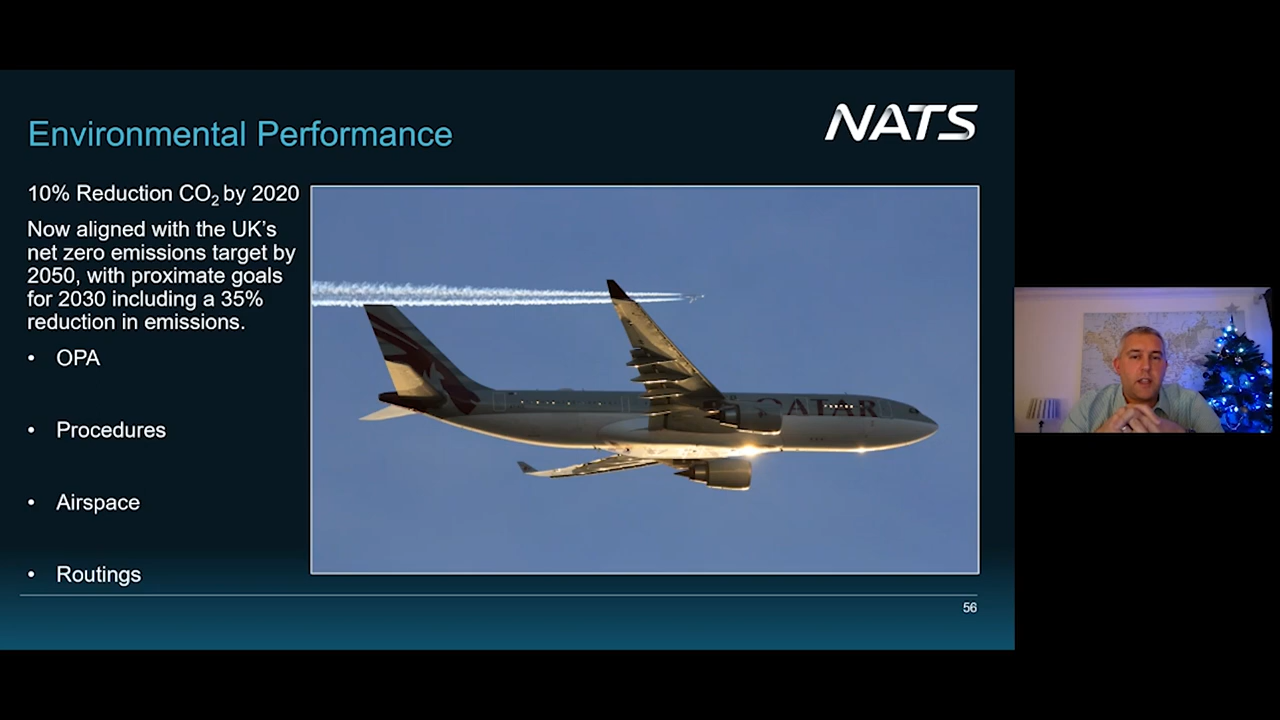 NATS
Environmental Performance
10% Reduction CO₂ by 2020
Now aligned with the UK's
net zero emissions target by
2050, with proximate goals
for 2030 including a 35%
reduction in emissions.
• OPA
• Procedures
• Airspace
• Routings
QATAR
56